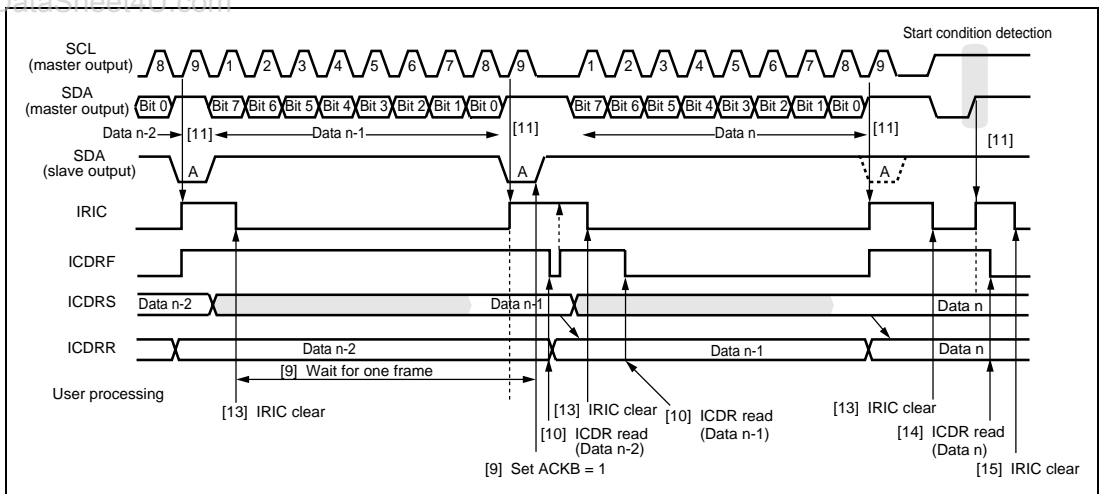 DataSheet4U.com
Start condition detection
SCL
(master output)
8 9 1 2 3 4 5 6 7 8 9 1 2 3 4 5 6 7 8 9
SDA
(master output)
Bit 0 Bit 7 Bit 6 Bit 5 Bit 4 Bit 3 Bit 2 Bit 1 Bit 0 Bit 7 Bit 6 Bit 5 Bit 4 Bit 3 Bit 2 Bit 1 Bit 0
Data n-2 [11] Data n-1 [11] Data n [11] [11]
SDA
(slave output)
A A A
IRIC
ICDRF
ICDRS
Data n-2 Data n-1 Data n
ICDRR
Data n-2 Data n-1 Data n
[9] Wait for one frame
User processing
[13] IRIC clear [13] IRIC clear [10] ICDR read [13] IRIC clear
(Data n-1)
[10] ICDR read
(Data n-2)
[14] ICDR read
(Data n)
[9] Set ACKB = 1 [15] IRIC clear